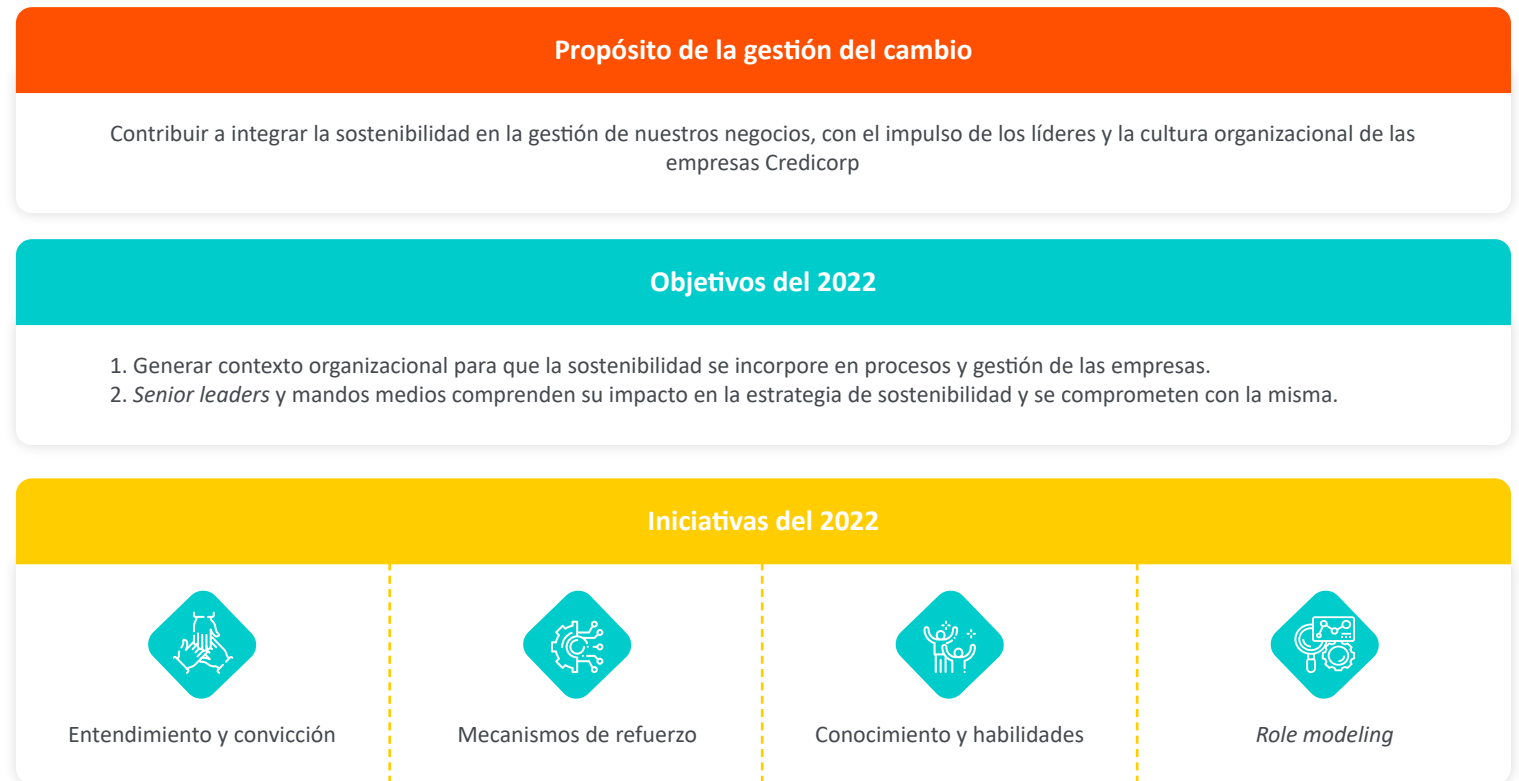 Propósito de la gestión del cambio
Contribuir a integrar la sostenibilidad en la gestión de nuestros negocios, con el impulso de los líderes y la cultura organizacional de las
empresas Credicorp
Objetivos del 2022
1. Generar contexto organizacional para que la sostenibilidad se incorpore en procesos y gestión de las empresas.
2. Senior leaders y mandos medios comprenden su impacto en la estrategia de sostenibilidad y se comprometen con la misma.
Iniciativas del 2022
Entendimiento y convicción
Mecanismos de refuerzo
Conocimiento y habilidades
Role modeling